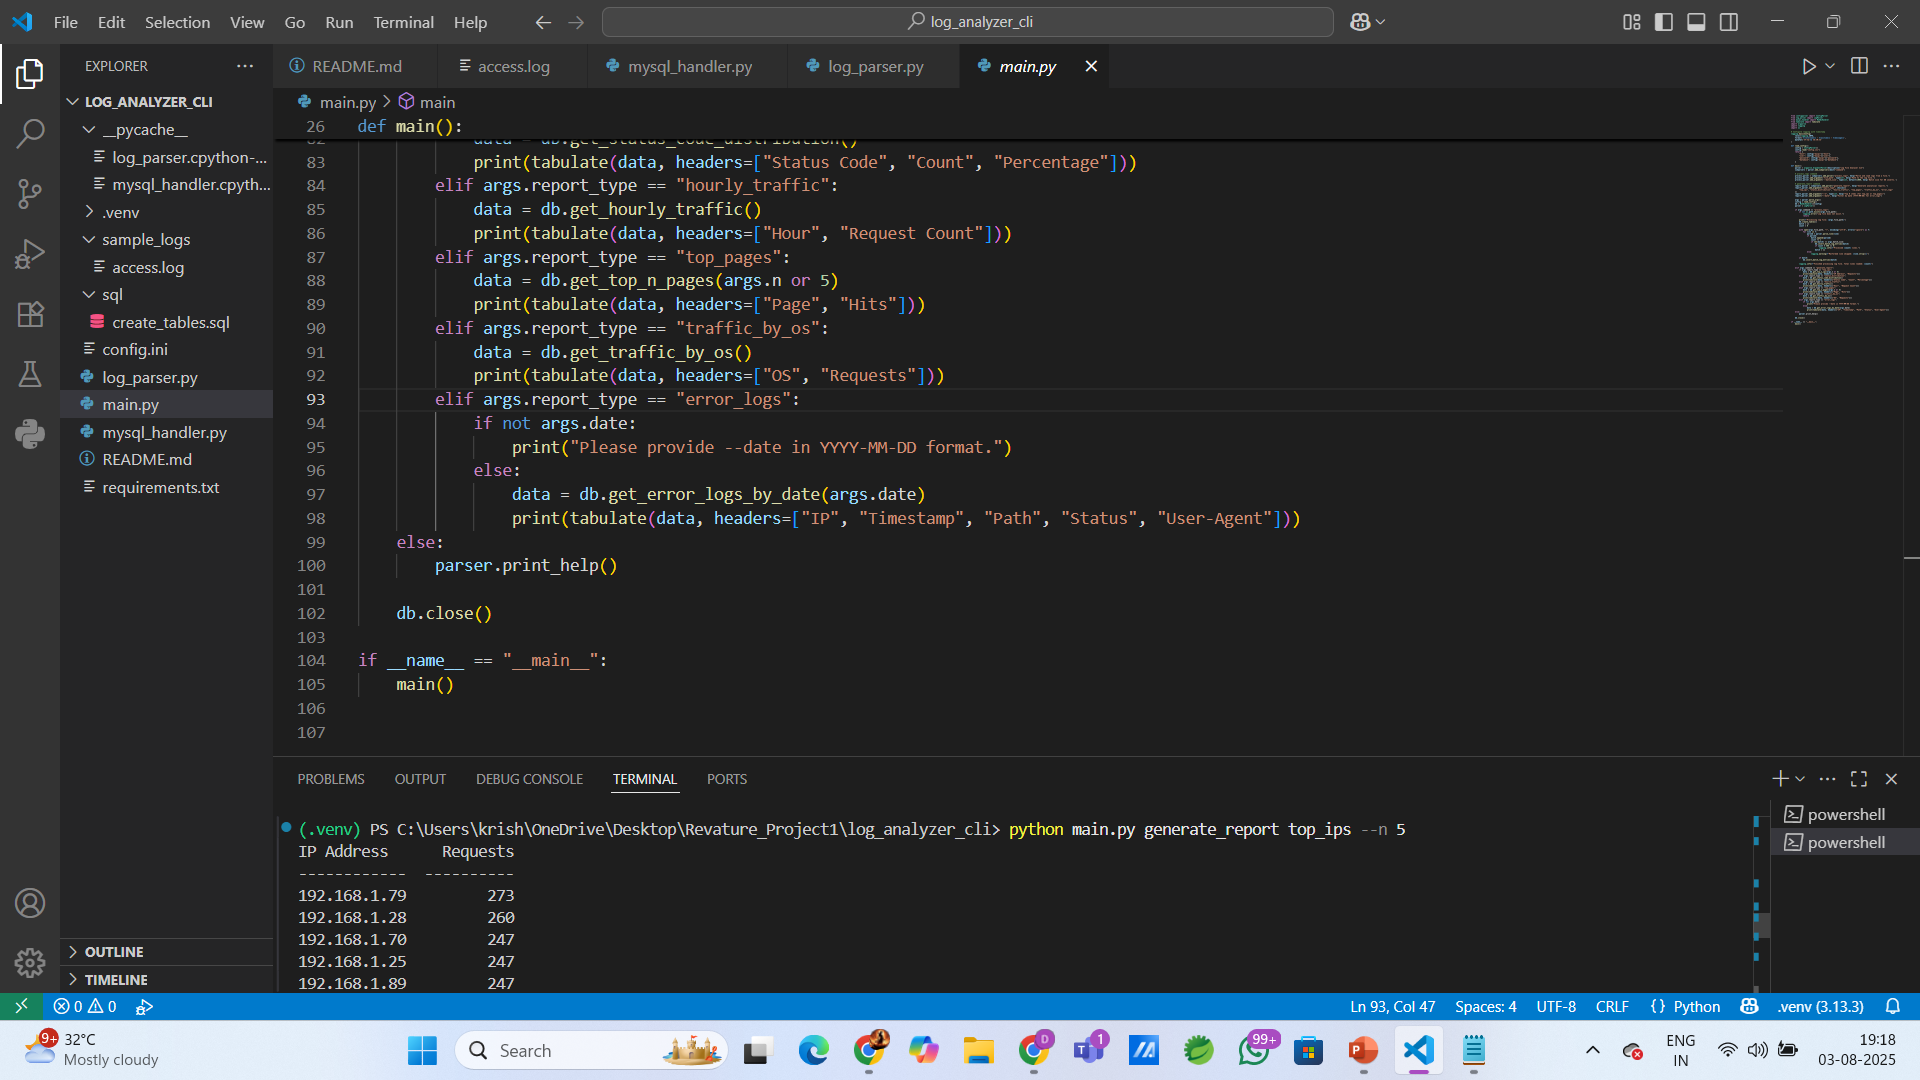 File Edit Selection View Go Run Terminal Help
log_analyzer_cli
EXPLORER
LOG_ANALYZER_CLI
__pycache__
log_parser.cpython-...
mysql_handler.cpyth...
.venv
sample_logs
access.log
sql
create_tables.sql
config.ini
log_parser.py
main.py
mysql_handler.py
README.md
requirements.txt
OUTLINE
TIMELINE
README.md access.log mysql_handler.py log_parser.py main.py
main.py > main
26 def main():
82 data = db.get_status_code_distribution()
83 print(tabulate(data, headers=["Status Code", "Count", "Percentage"]))
84 elif args.report_type == "hourly_traffic":
85 data = db.get_hourly_traffic()
86 print(tabulate(data, headers=["Hour", "Request Count"]))
87 elif args.report_type == "top_pages":
88 data = db.get_top_n_pages(args.n or 5)
89 print(tabulate(data, headers=["Page", "Hits"]))
90 elif args.report_type == "traffic_by_os":
91 data = db.get_traffic_by_os()
92 print(tabulate(data, headers=["OS", "Requests"]))
93 elif args.report_type == "error_logs":
94 if not args.date:
95 print("Please provide --date in YYYY-MM-DD format.")
96 else:
97 data = db.get_error_logs_by_date(args.date)
98 print(tabulate(data, headers=["IP", "Timestamp", "Path", "Status", "User-Agent"]))
99 else:
100 parser.print_help()
101
102 db.close()
103
104 if __name__ == "__main__":
105 main()
106
107
PROBLEMS OUTPUT DEBUG CONSOLE TERMINAL PORTS
(.venv) PS C:\Users\krish\OneDrive\Desktop\Revature_Project1\log_analyzer_cli> python main.py generate_report top_ips --n 5
IP Address Requests
------------ ----------
192.168.1.79 273
192.168.1.28 260
192.168.1.70 247
192.168.1.25 247
192.168.1.89 247
powershell
powershell
0 0 Ln 93, Col 47 Spaces: 4 UTF-8 CRLF {} Python .venv (3.13.3)
9+ 32°C
Mostly cloudy
Search
D
1
99+
ENG
IN
19:18
03-08-2025